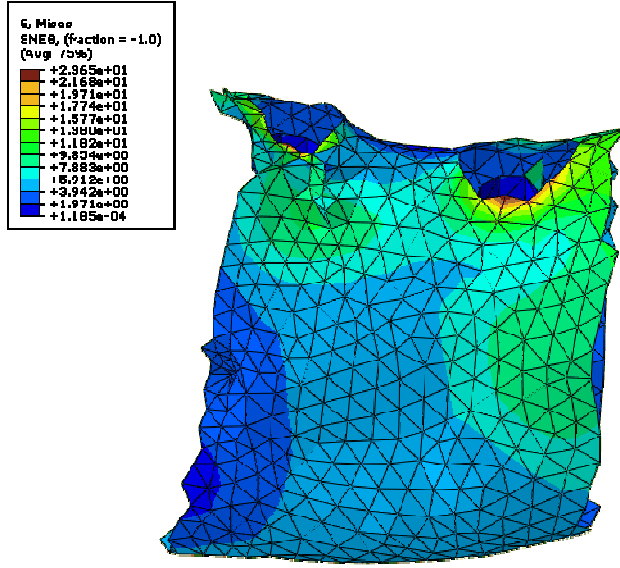 S, Mises
SNEG, (fraction = -1.0)
(Avg: 75%)
+2.965e+01
+2.168e+01
+1.971e+01
+1.774e+01
+1.577e+01
+1.380e+01
+1.182e+01
+9.854e+00
+7.883e+00
+5.912e+00
+3.942e+00
+1.971e+00
+1.185e-04